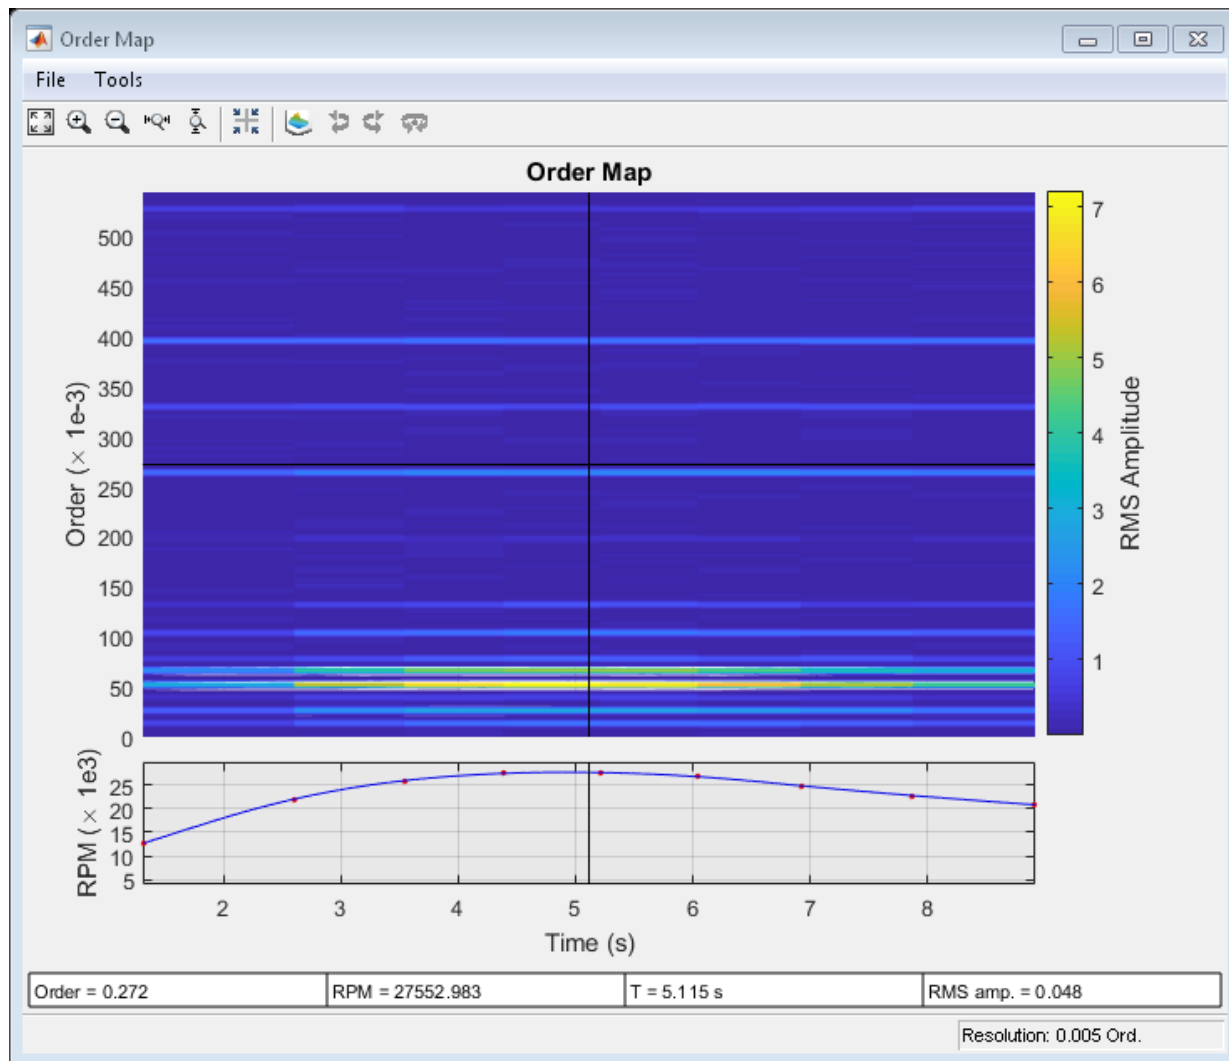 Order Map
File Tools
Order Map
500
450
400
350
300
250
200
150
100
50
0
Order (× 1e-3)
7
6
5
4
3
2
1
RMS Amplitude
25
20
15
10
5
RPM (× 1e3)
2 3 4 5 6 7 8
Time (s)
Order = 0.272 RPM = 27552.983 T = 5.115 s RMS amp. = 0.048
Resolution: 0.005 Ord.